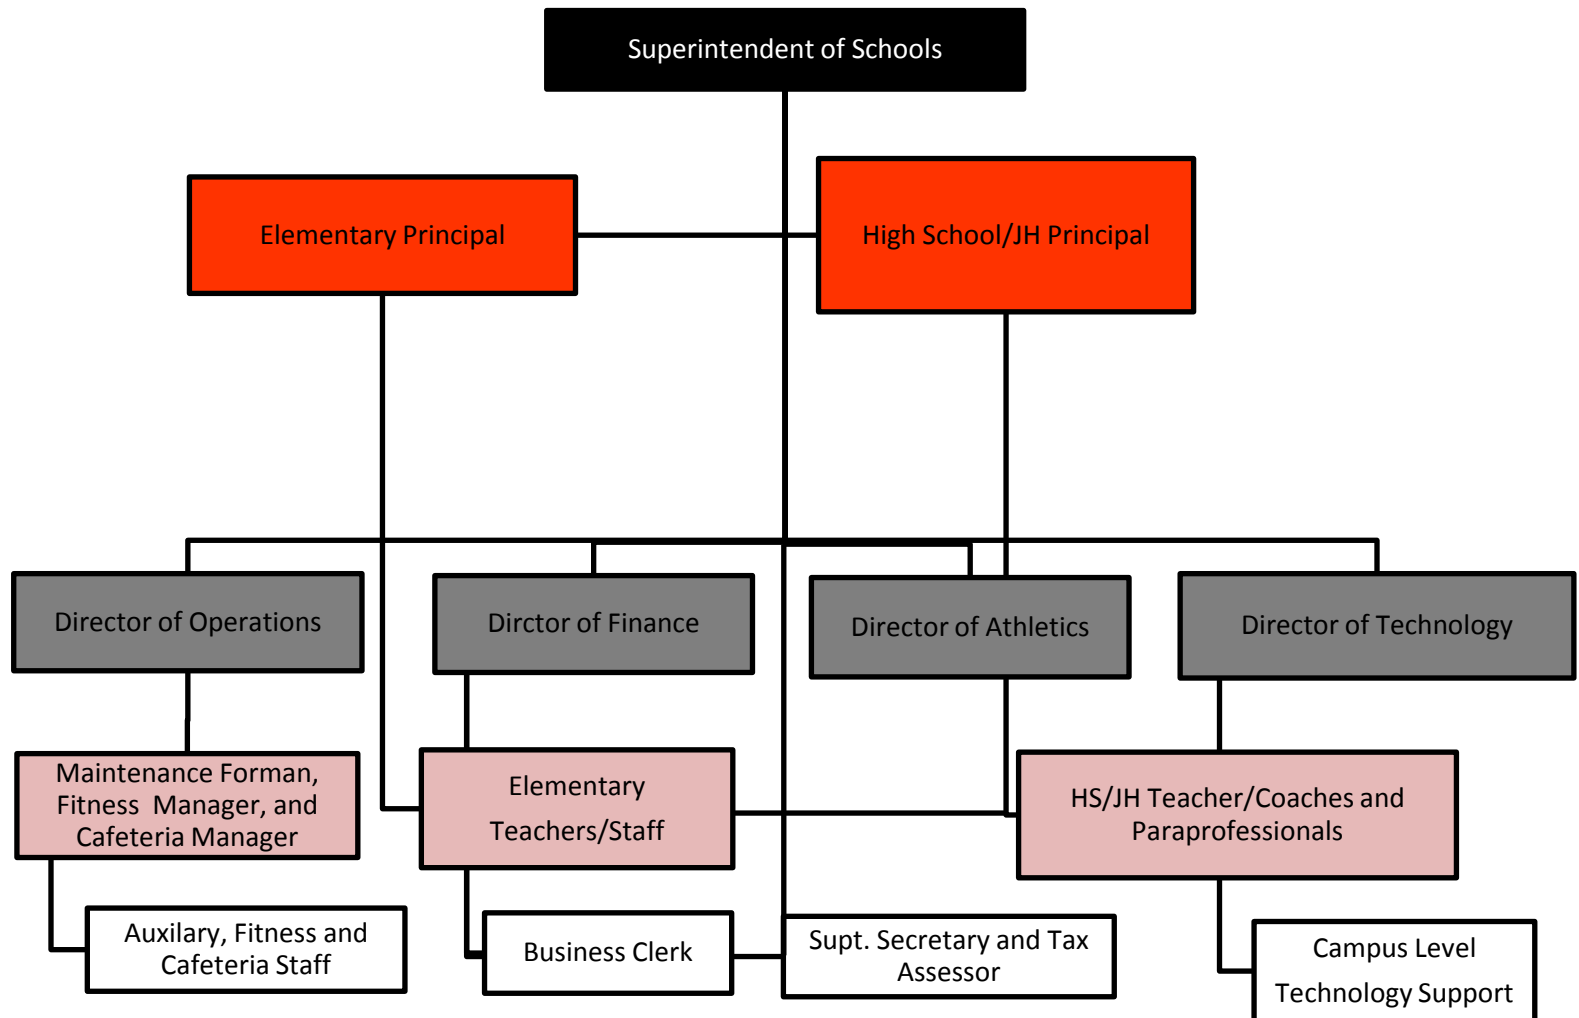 Superintendent of Schools
Elementary Principal
High School/JH Principal
Director of Operations
Dirctor of Finance
Director of Athletics
Director of Technology
Maintenance Forman,
Fitness  Manager, and
Cafeteria Manager
Elementary
Teachers/Staff
HS/JH Teacher/Coaches and
Paraprofessionals
Auxilary, Fitness and
Cafeteria Staff
Business Clerk
Supt. Secretary and Tax
Assessor
Campus Level
Technology Support